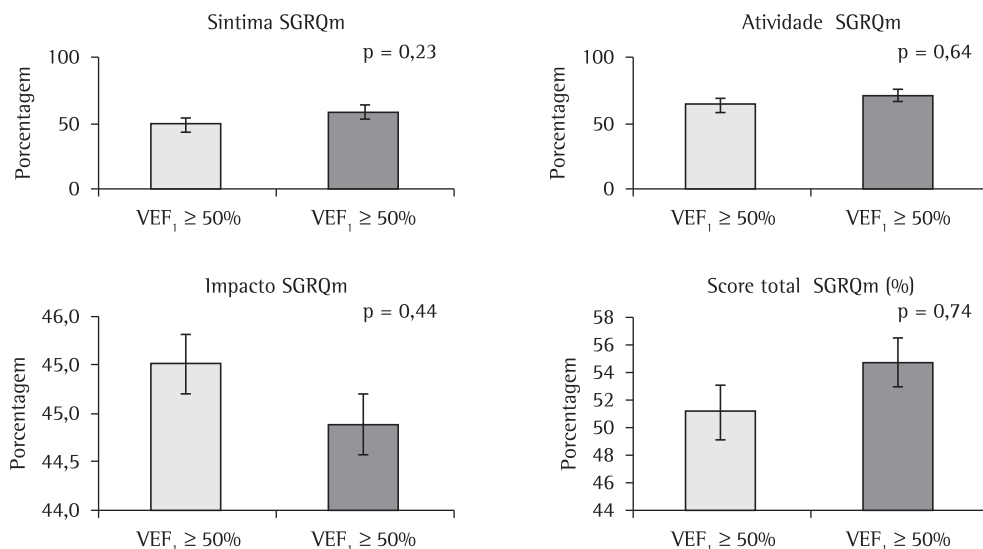 Sintima SGRQm
p = 0,23
Porcentagem
100
50
0
VEF₁ ≥ 50%
VEF₁ ≥ 50%
Atividade SGRQm
p = 0,64
Porcentagem
100
50
0
VEF₁ ≥ 50%
VEF₁ ≥ 50%
Impacto SGRQm
p = 0,44
Porcentagem
46,0
45,0
45,0
44,5
44,0
VEF₁ ≥ 50%
VEF₁ ≥ 50%
Score total SGRQm (%)
p = 0,74
Porcentagem
58
56
54
52
50
48
46
44
VEF₁ ≥ 50%
VEF₁ ≥ 50%